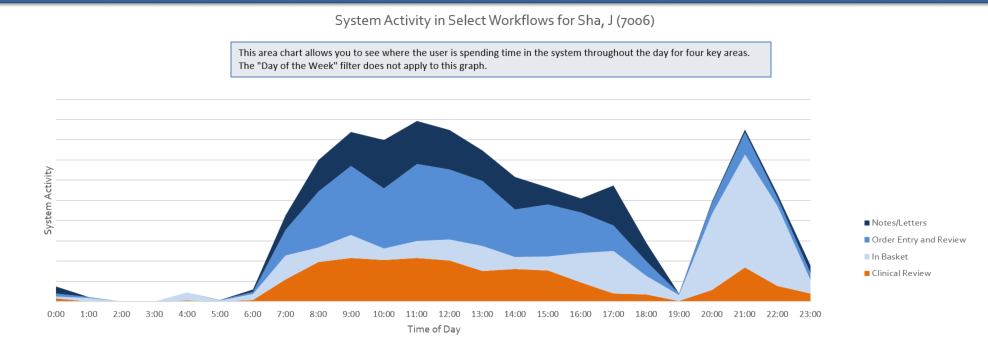 System Activity in Select Workflows for Sha, J (7006)
This area chart allows you to see where the user is spending time in the system throughout the day for four key areas.
The "Day of the Week" filter does not apply to this graph.
System Activity
Notes/Letters
Order Entry and Review
In Basket
Clinical Review
0:00 1:00 2:00 3:00 4:00 5:00 6:00 7:00 8:00 9:00 10:00 11:00 12:00 13:00 14:00 15:00 16:00 17:00 18:00 19:00 20:00 21:00 22:00 23:00
Time of Day